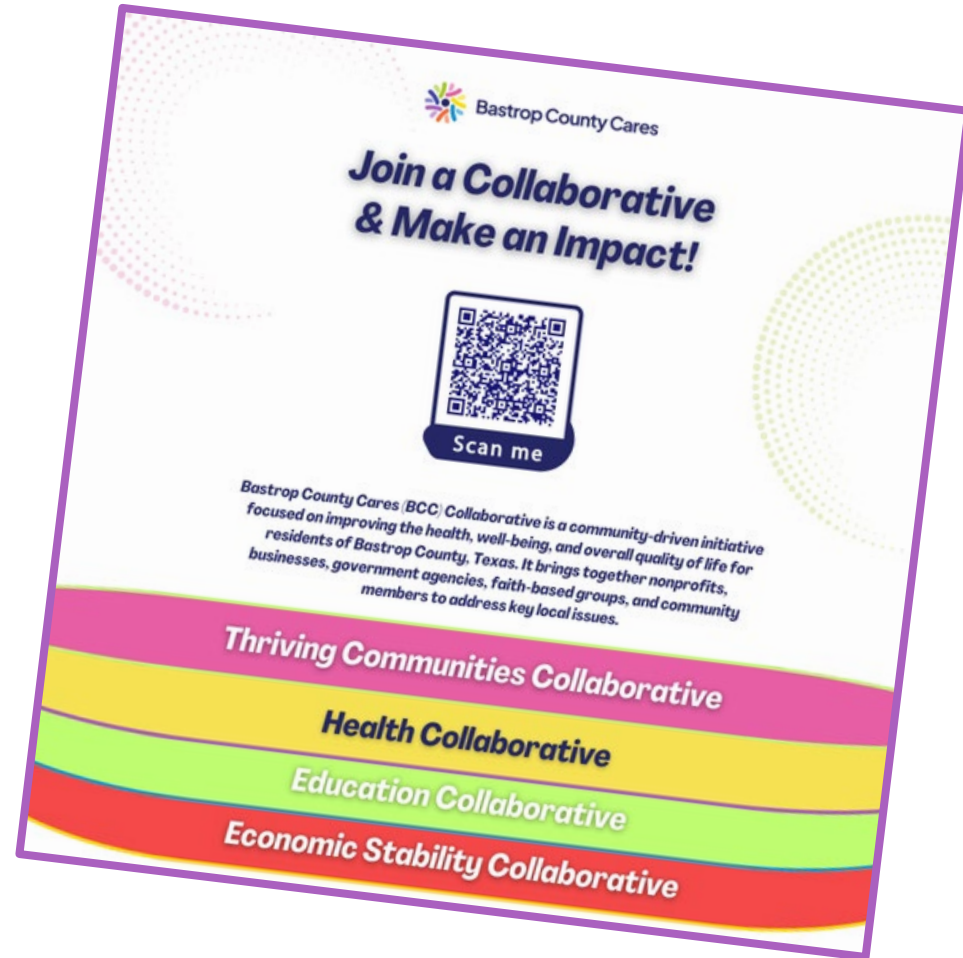 Bastrop County Cares
Join a Collaborative
& Make an Impact!
Scan me
Bastrop County Cares (BCC) Collaborative is a community-driven initiative
focused on improving the health, well-being, and overall quality of life for
residents of Bastrop County, Texas. It brings together nonprofits,
businesses, government agencies, faith-based groups, and community
members to address key local issues.
Thriving Communities Collaborative
Health Collaborative
Education Collaborative
Economic Stability Collaborative